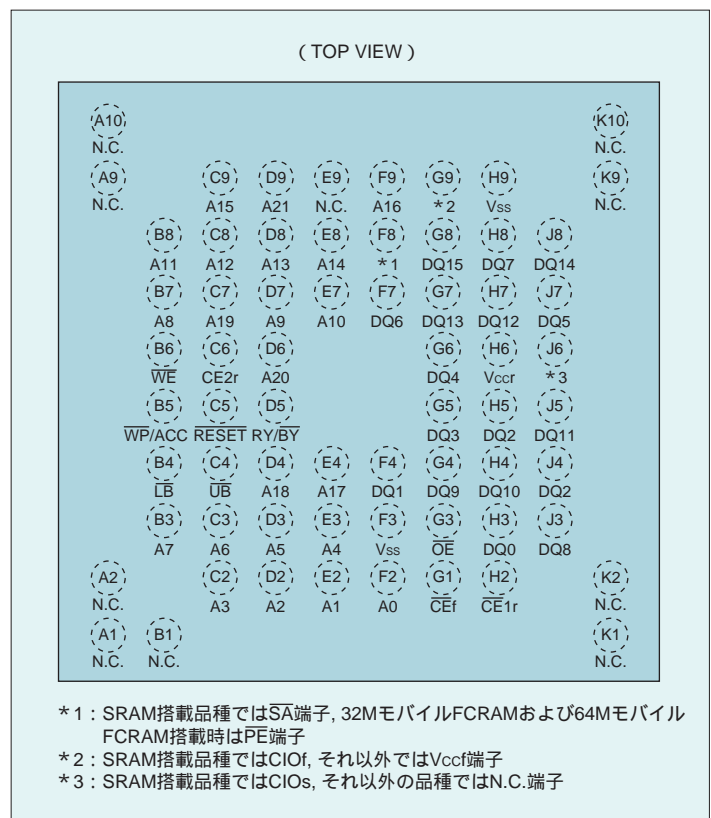 ( TOP VIEW )
A10 K10
N.C. N.C.
A9 C9 D9 E9 F9 G9 H9 K9
N.C. A15 A21 N.C. A16 *2 Vss N.C.
B8 C8 D8 E8 F8 G8 H8 J8
A11 A12 A13 A14 *1 DQ15 DQ7 DQ14
B7 C7 D7 E7 F7 G7 H7 J7
A8 A19 A9 A10 DQ6 DQ13 DQ12 DQ5
B6 C6 D6 G6 H6 J6
W̅E̅ CE2r A20 DQ4 Vccr *3
B5 C5 D5 G5 H5 J5
W̅P̅/ACC R̅E̅S̅E̅T̅ RY/B̅Y̅ DQ3 DQ2 DQ11
B4 C4 D4 E4 F4 G4 H4 J4
L̅B̅ U̅B̅ A18 A17 DQ1 DQ9 DQ10 DQ2
B3 C3 D3 E3 F3 G3 H3 J3
A7 A6 A5 A4 Vss O̅E̅ DQ0 DQ8
A2 C2 D2 E2 F2 G1 H2 K2
N.C. A3 A2 A1 A0 C̅E̅f C̅E̅1r N.C.
A1 B1 K1
N.C. N.C. N.C.
*1：SRAM搭載品種ではS̅A̅端子, 32MモバイルFCRAMおよび64Mモバイル
FCRAM搭載時はP̅E̅端子
*2：SRAM搭載品種ではCIOf, それ以外ではVccf端子
*3：SRAM搭載品種ではCIOs, それ以外の品種ではN.C.端子